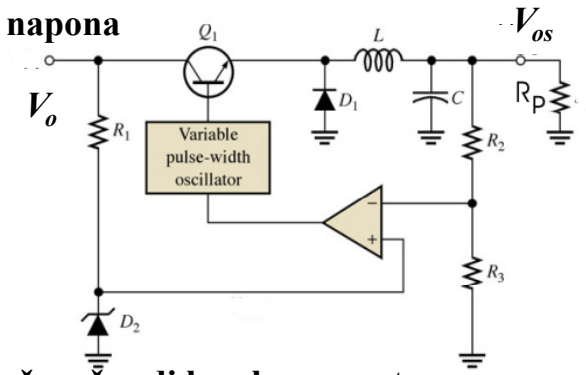 napona
Q1
L
Vos
Vo
R1
D1
C
RP
R2
Variable
pulse-width
oscillator
−
+
R3
D2